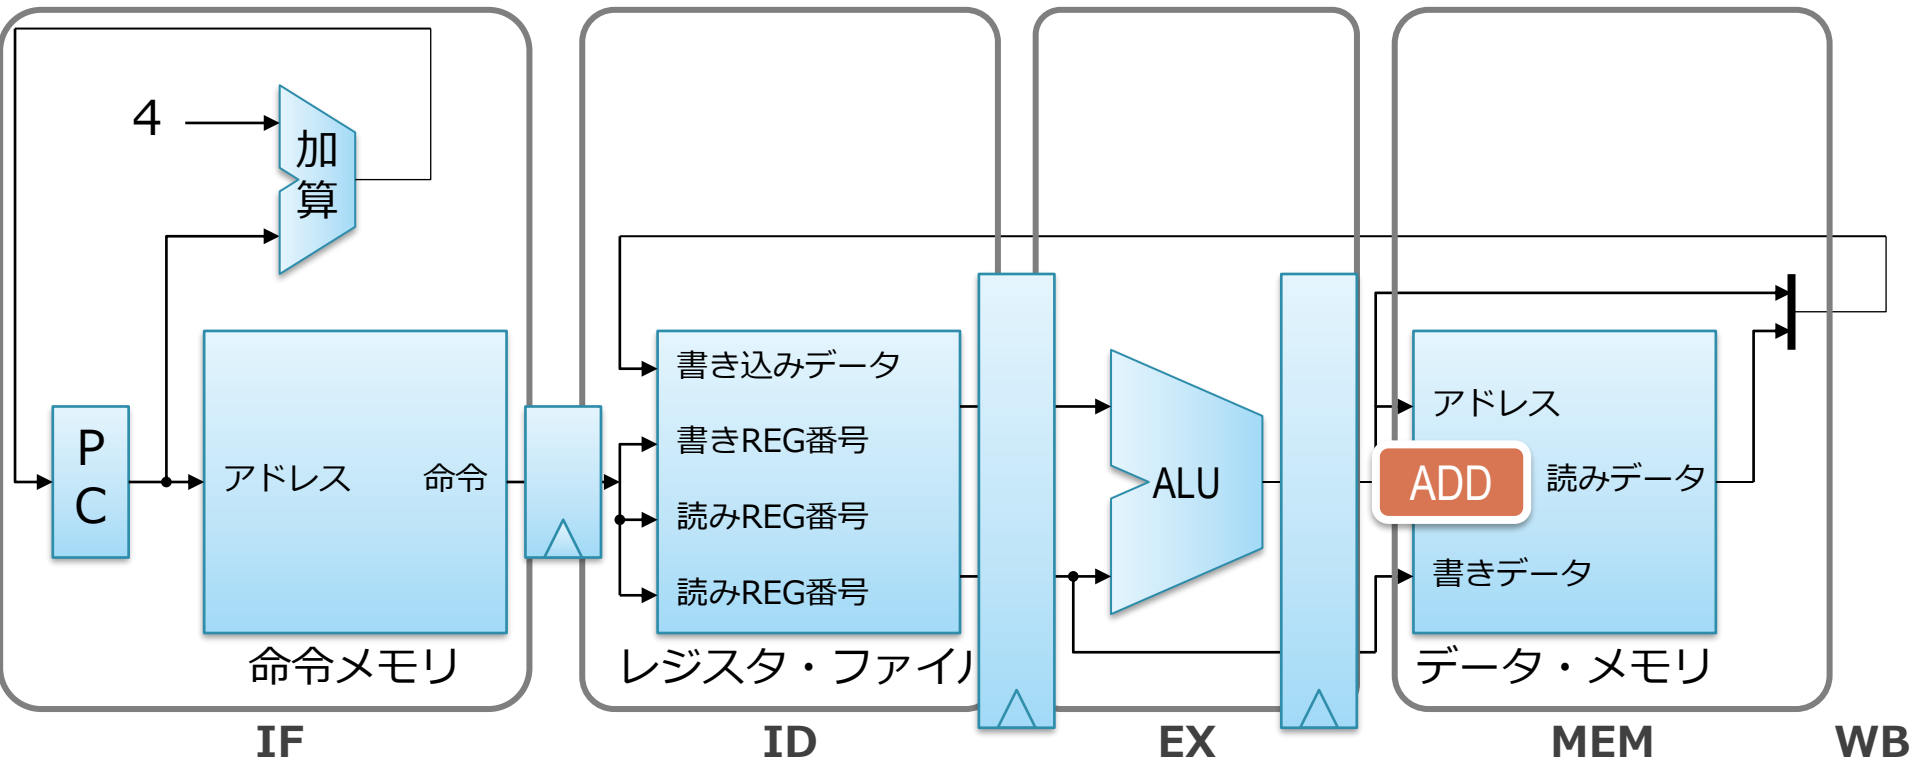 4
加
算
書き込みデータ
アドレス
P
C
書きREG番号
アドレス 命令
ALU
ADD
読みデータ
読みREG番号
書きデータ
読みREG番号
命令メモリ
レジスタ・ファイル
データ・メモリ
IF
ID
EX
MEM
WB